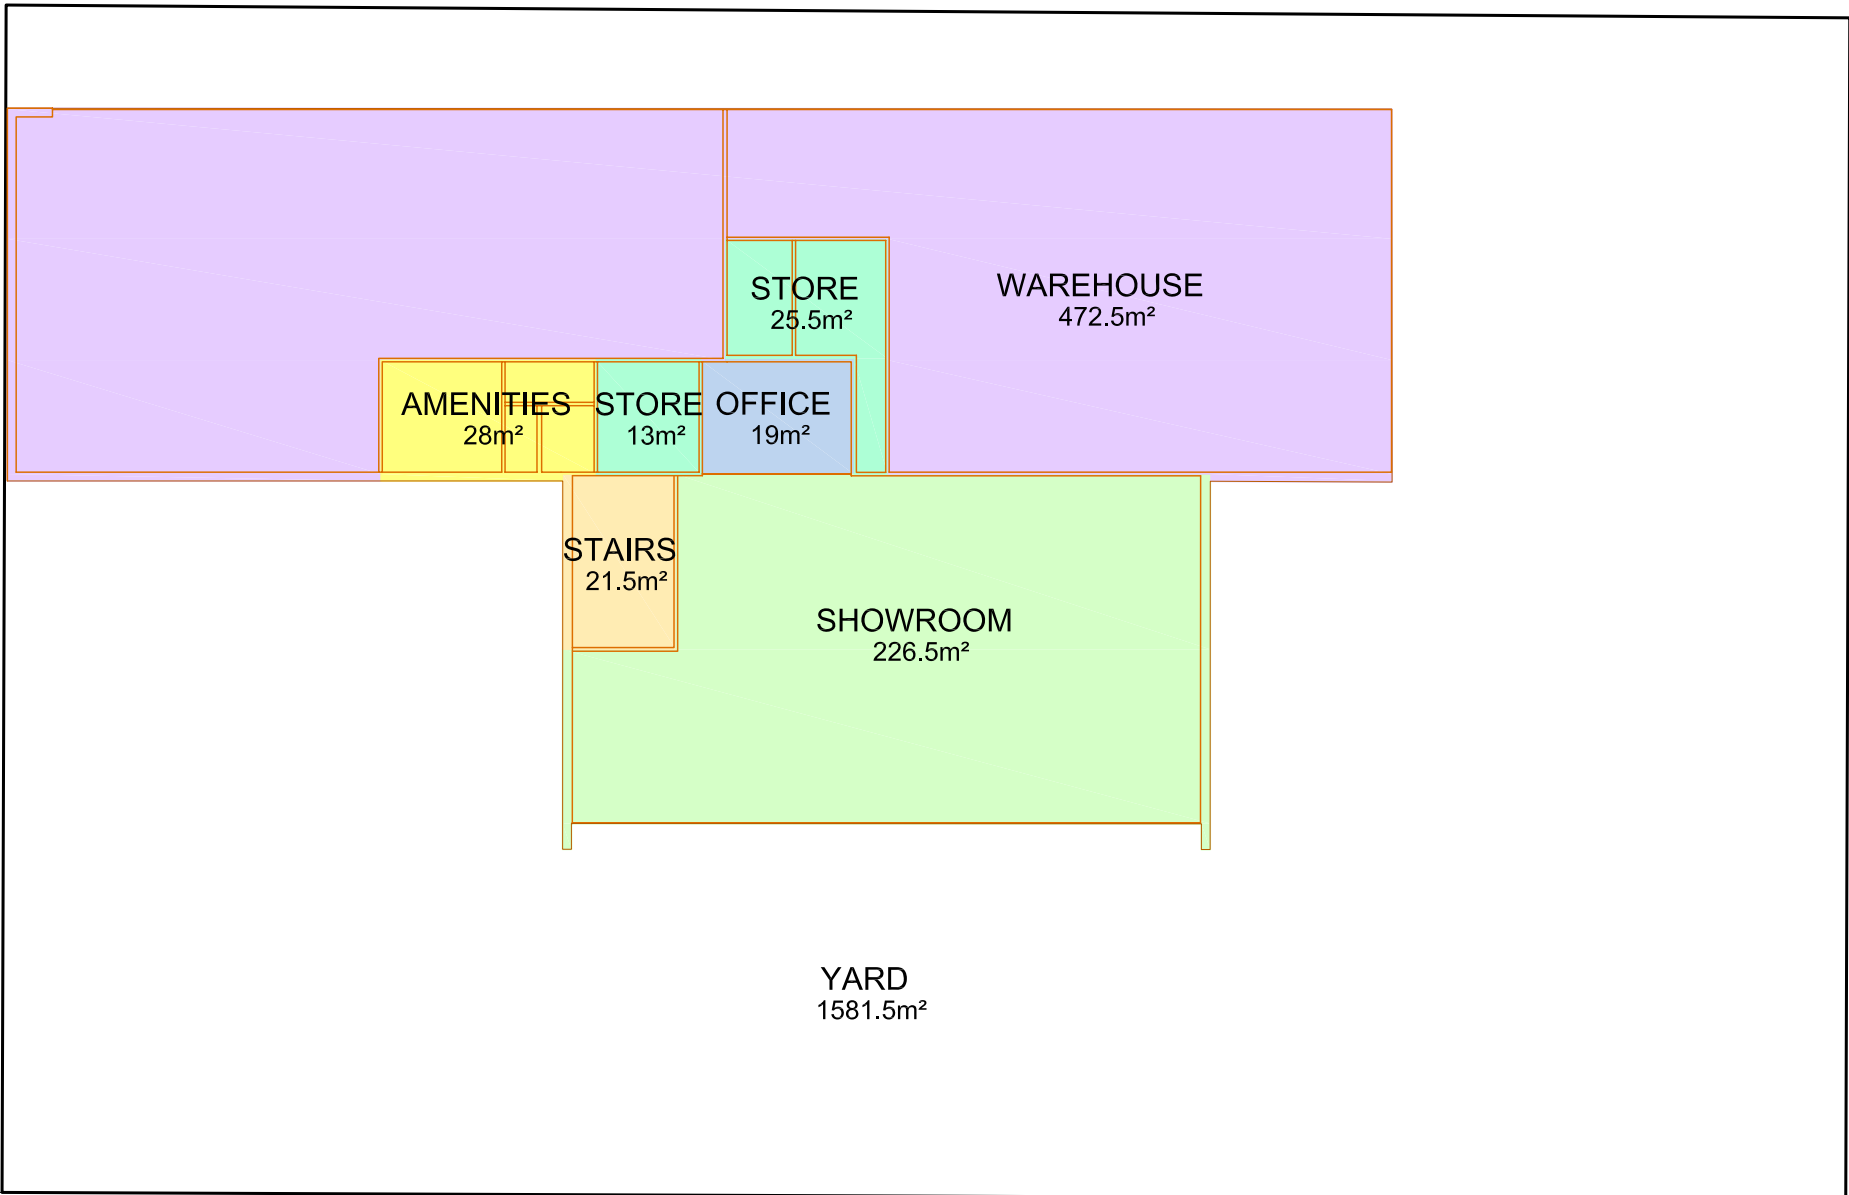 STORE
25.5m²
WAREHOUSE
472.5m²
AMENITIES
28m²
STORE
13m²
OFFICE
19m²
STAIRS
21.5m²
SHOWROOM
226.5m²
YARD
1581.5m²